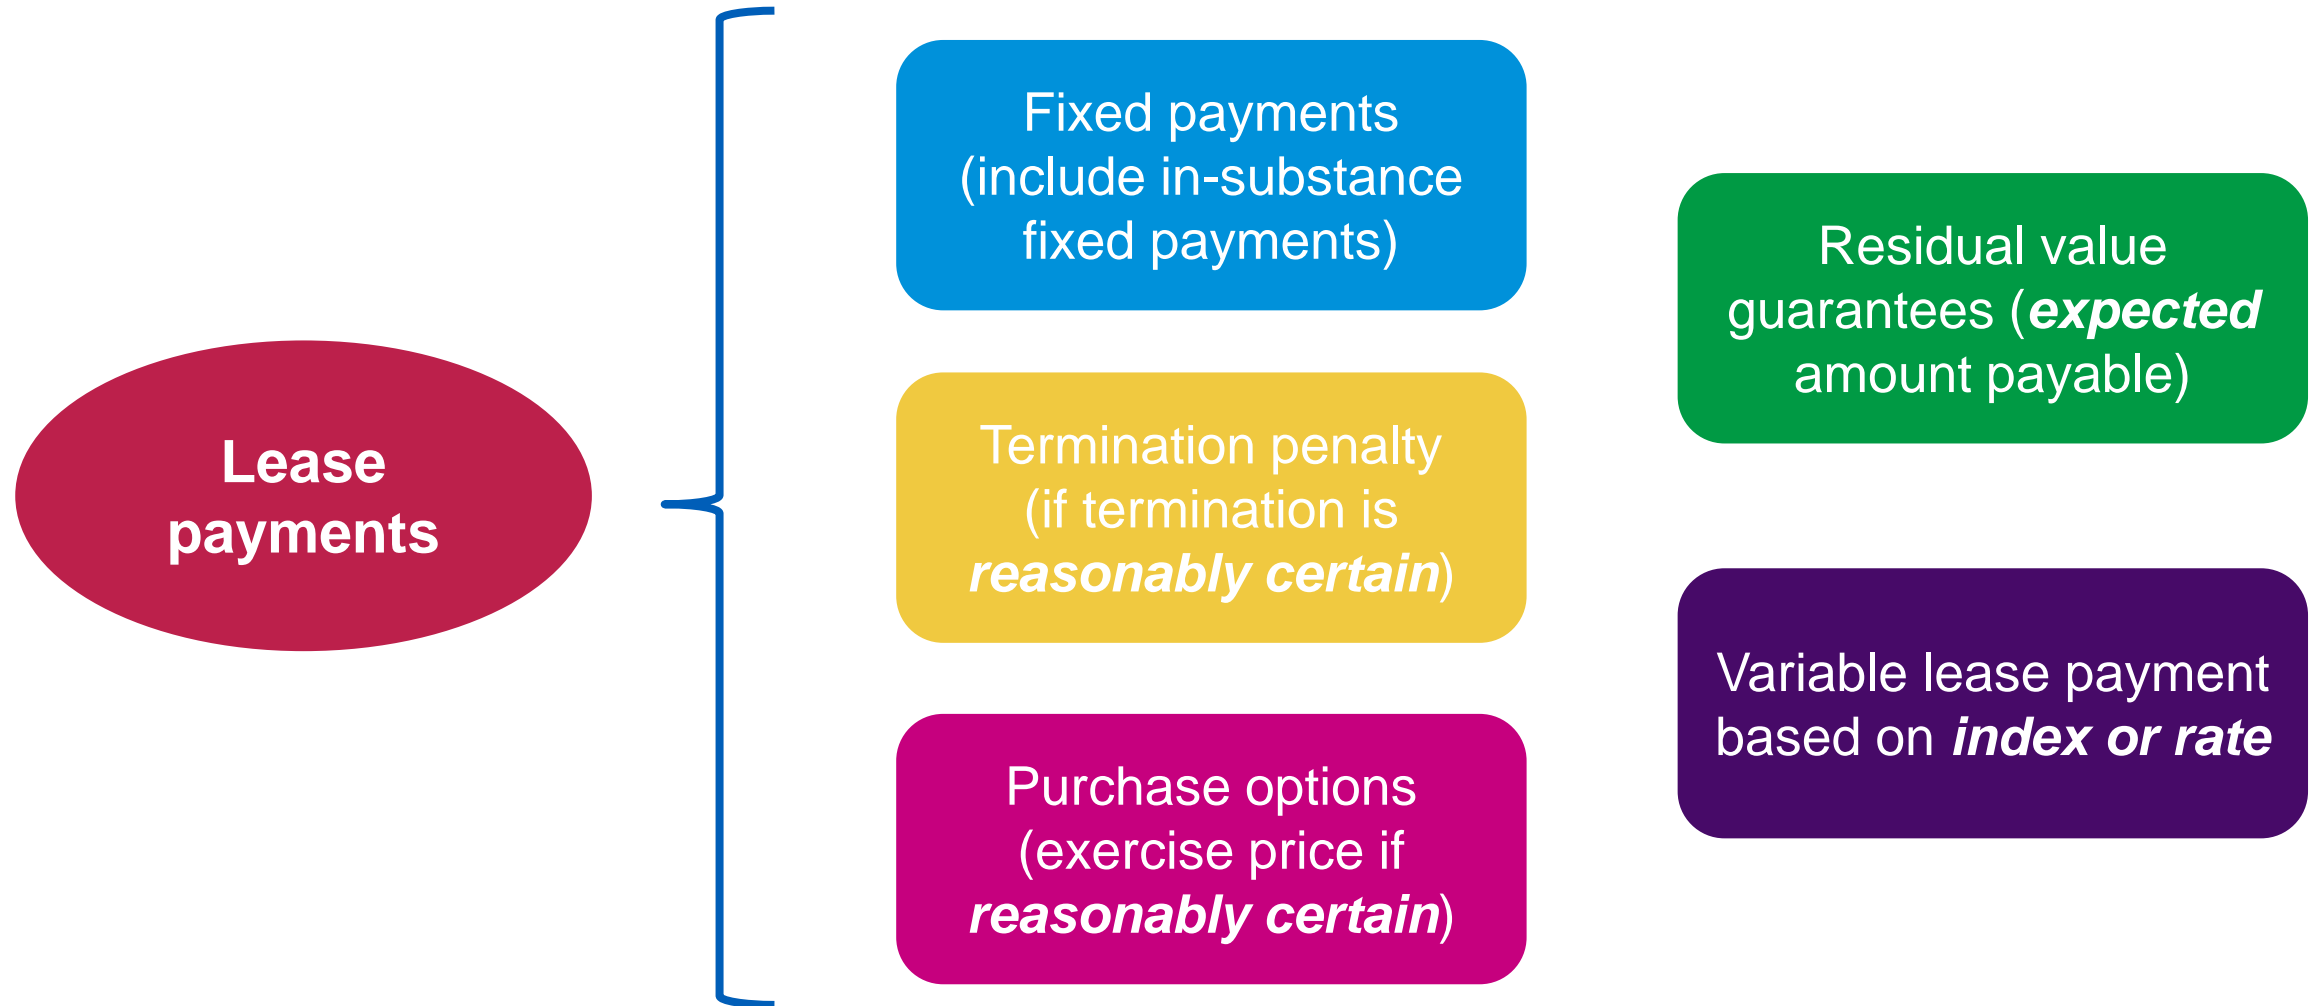 Lease
payments
Fixed payments
(include in-substance
fixed payments)
Termination penalty
(if termination is
reasonably certain)
Purchase options
(exercise price if
reasonably certain)
Residual value
guarantees (expected
amount payable)
Variable lease payment
based on index or rate